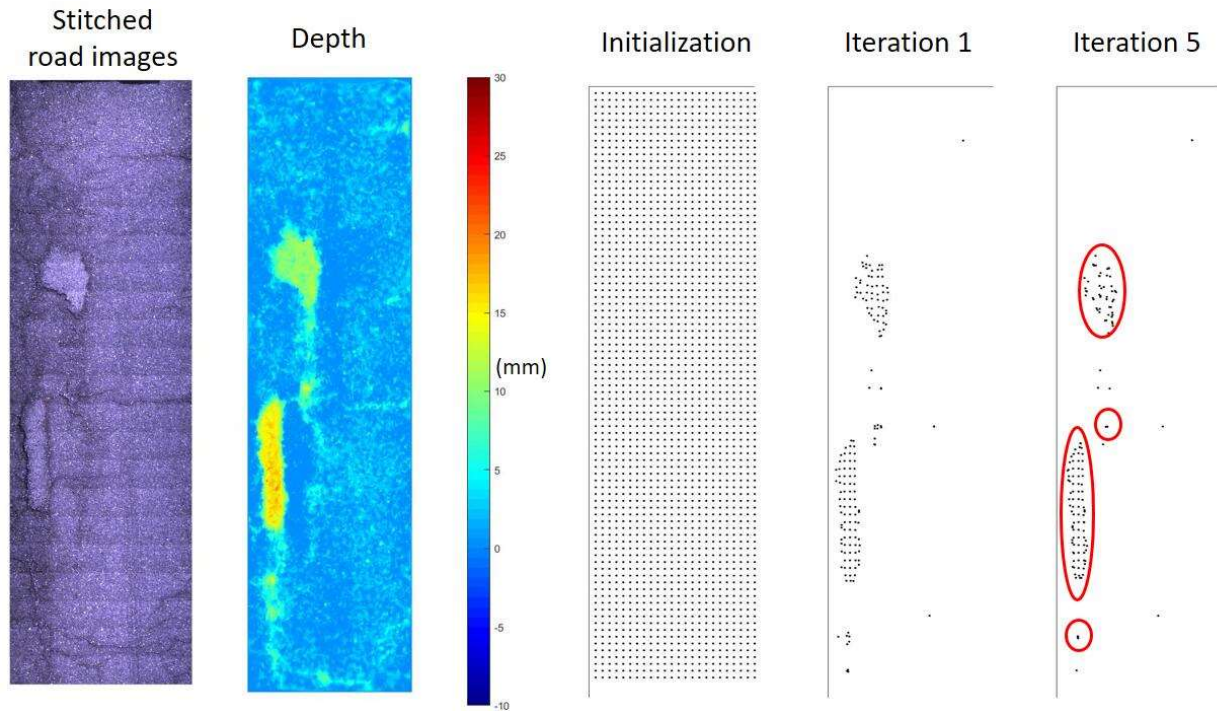 Stitched
road images
Depth
Initialization
Iteration 1
Iteration 5
30
25
20
15
(mm)
10
5
0
-5
-10